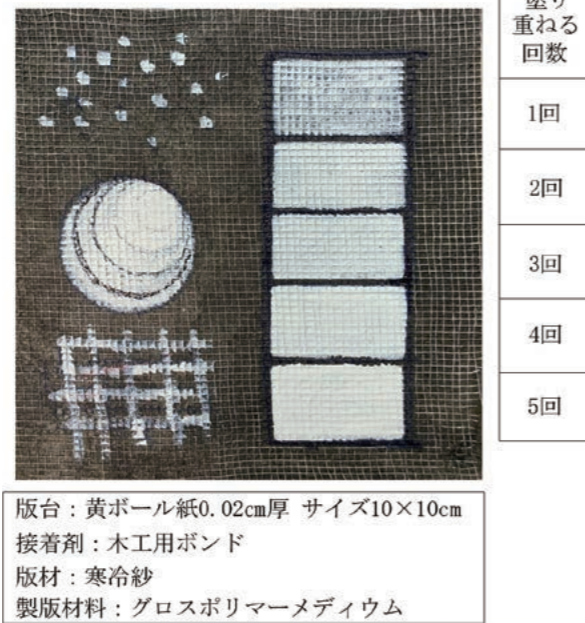 塗り
重ねる
回数
1回
2回
3回
4回
5回
版台：黄ボール紙0.02cm厚 サイズ10×10cm
接着剤：木工用ボンド
版材：寒冷紗
製版材料：グロスポリマーメディウム